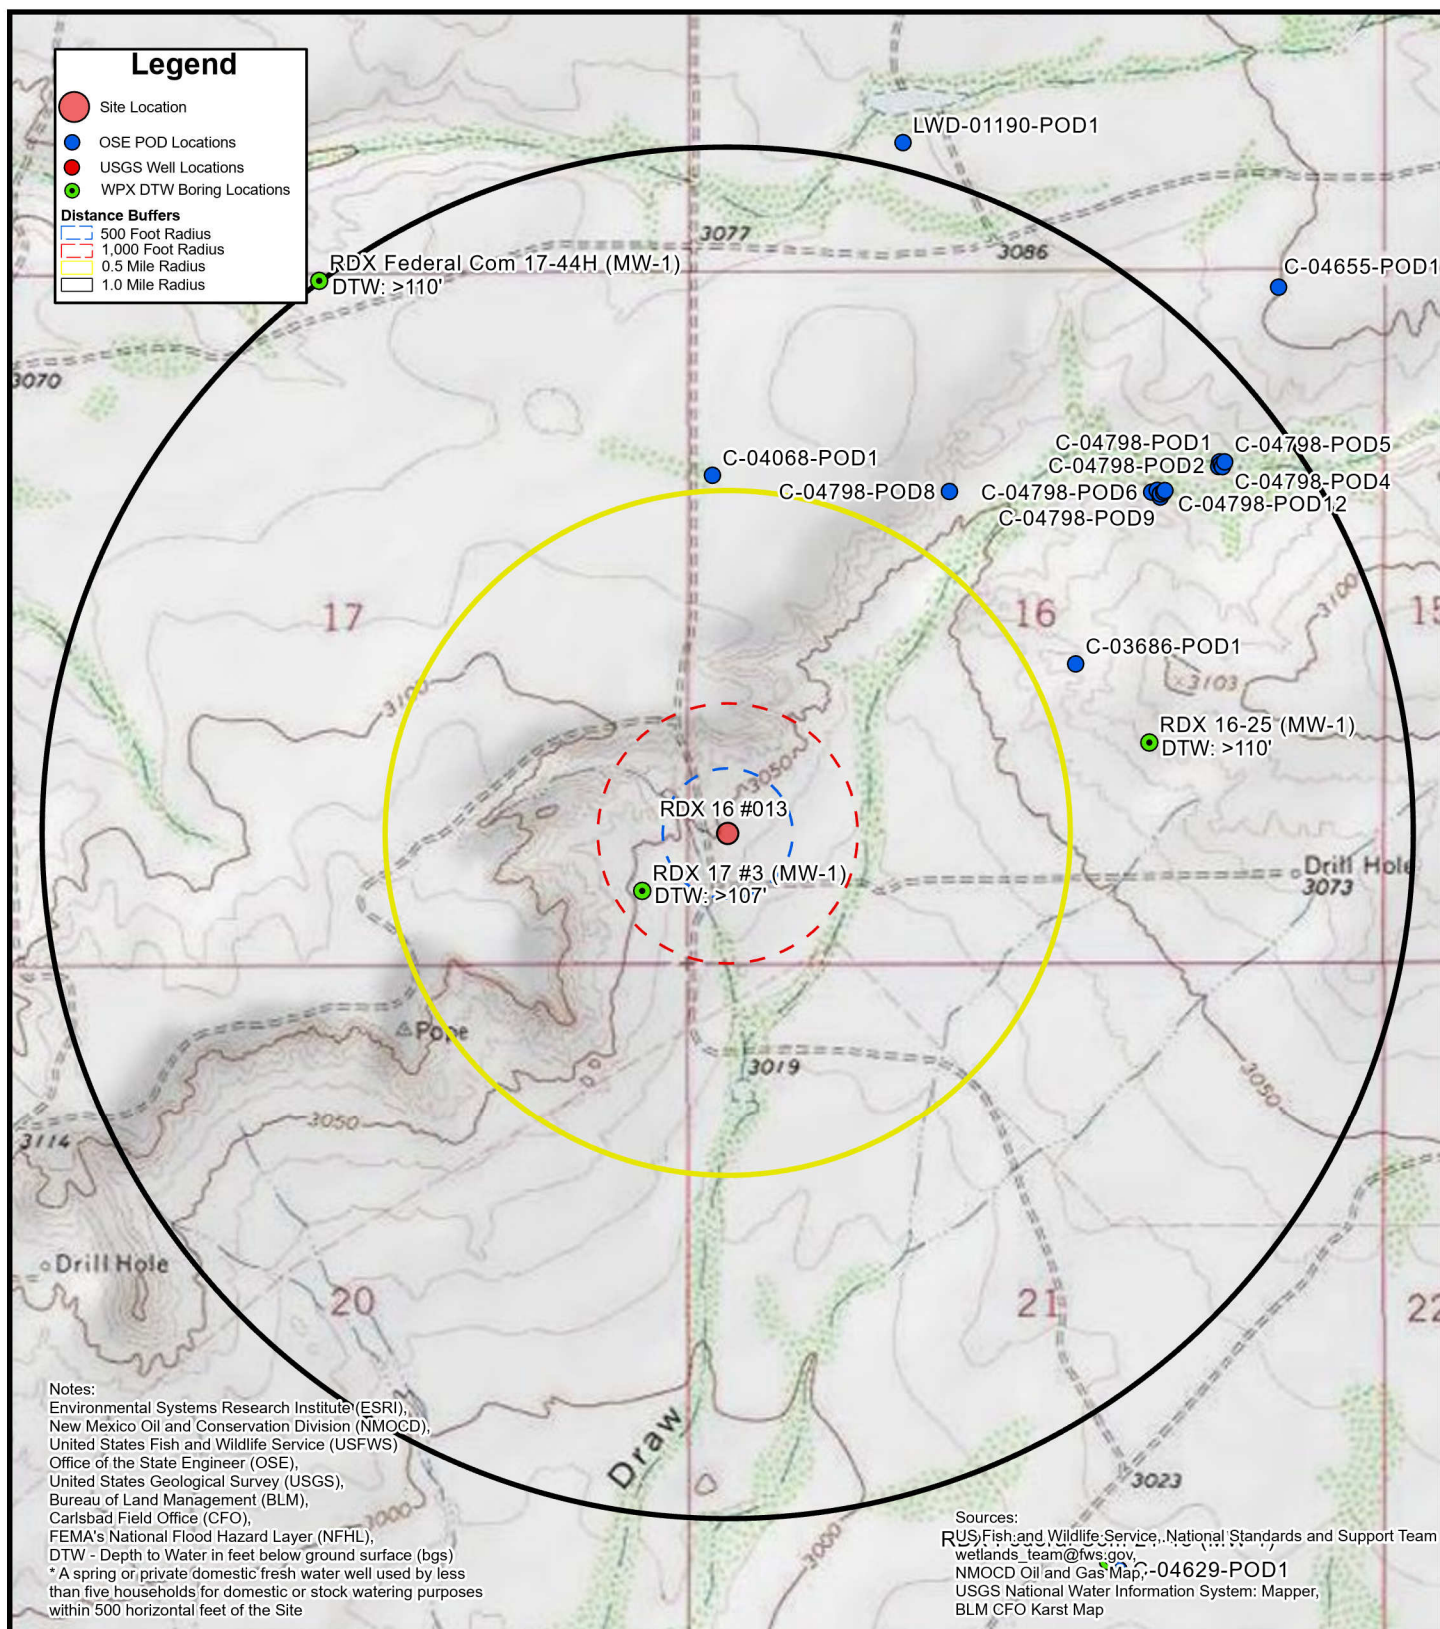 Legend
Site Location
OSE POD Locations
USGS Well Locations
WPX DTW Boring Locations
Distance Buffers
500 Foot Radius
1,000 Foot Radius
0.5 Mile Radius
1.0 Mile Radius
LWD-01190-POD1
3077
3086
RDX Federal Com 17-44H (MW-1)
DTW: >110'
C-04655-POD1
3070
C-04068-POD1
C-04798-POD1
C-04798-POD5
C-04798-POD2
C-04798-POD4
C-04798-POD8
C-04798-POD6
C-04798-POD12
C-04798-POD9
3100
17
16
15
C-03686-POD1
3103
3100
RDX 16-25 (MW-1)
DTW: >110'
3050
RDX 16 #013
RDX 17 #3 (MW-1)
DTW: >107'
Drill Hole
3073
Pope
3019
3050
3050
3114
Drill Hole
20
21
22
Draw
3023
3000
3000
Notes:
Environmental Systems Research Institute (ESRI),
New Mexico Oil and Conservation Division (NMOCD),
United States Fish and Wildlife Service (USFWS)
Office of the State Engineer (OSE),
United States Geological Survey (USGS),
Bureau of Land Management (BLM),
Carlsbad Field Office (CFO),
FEMA's National Flood Hazard Layer (NFHL),
DTW - Depth to Water in feet below ground surface (bgs)
* A spring or private domestic fresh water well used by less
than five households for domestic or stock watering purposes
within 500 horizontal feet of the Site
Sources:
US Fish and Wildlife Service, National Standards and Support Team
wetlands_team@fws.gov,
NMOCD Oil and Gas Map,
C-04629-POD1
USGS National Water Information System: Mapper,
BLM CFO Karst Map